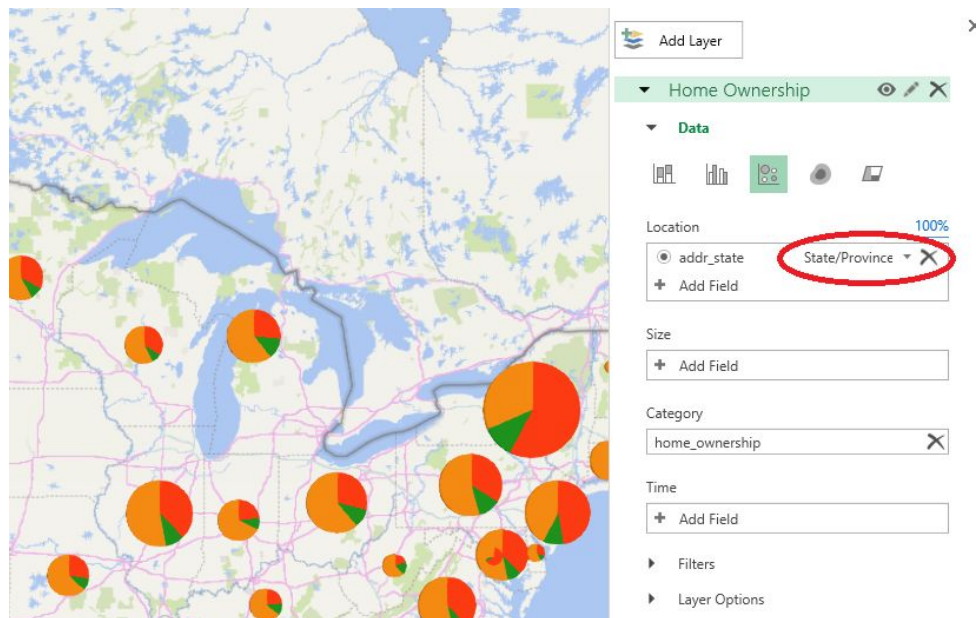 Add Layer
Home Ownership
Data
Location 100%
addr_state State/Province
Add Field
Size
Add Field
Category
home_ownership
Time
Add Field
Filters
Layer Options